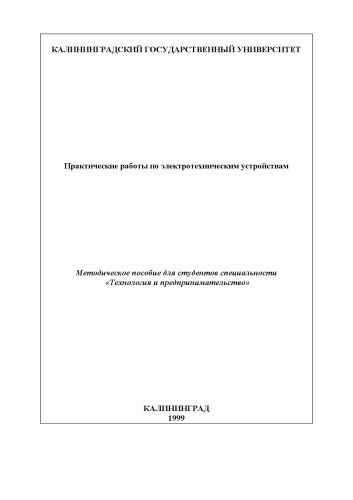 КАЛИНИНГРАДСКИЙ ГОСУДАРСТВЕННЫЙ УНИВЕРСИТЕТ
Практические работы по электротехническим устройствам
Методическое пособие для студентов специальности
«Технология и предпринимательство»
КАЛИНИНГРАД
1999